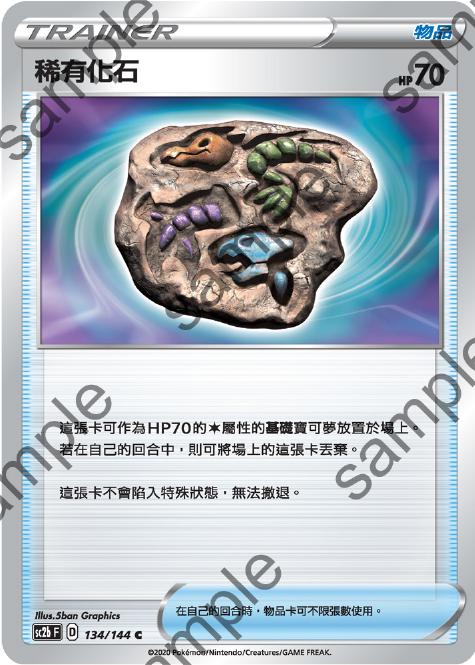 TRAINER
物品
稀有化石
HP70
這張卡可作為HP70的✶屬性的基礎寶可夢放置於場上。
若在自己的回合中，則可將場上的這張卡丟棄。
這張卡不會陷入特殊狀態，無法撤退。
Illus.5ban Graphics
sc2b F D 134/144 C
在自己的回合時，物品卡可不限張數使用。
©2020 Pokémon/Nintendo/Creatures/GAME FREAK.
sample
sample
sample
sample
sample